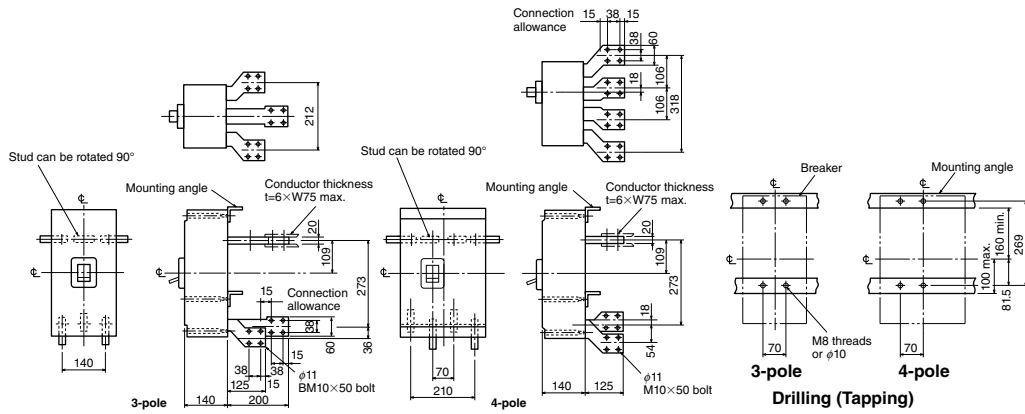 Connection
allowance
15 38 15
38
60
18
106
106
318
212
Stud can be rotated 90°
Mounting angle
Conductor thickness
t=6×W75 max.
20
109
273
15
Connection
allowance
38
60
36
15
38 38
125 15
140 200
φ11
BM10×50 bolt
140
3-pole
Stud can be rotated 90°
Mounting angle
Conductor thickness
t=6×W75 max.
20
109
273
18
54
70
210
140 125
φ11
M10×50 bolt
4-pole
Breaker
Mounting angle
160 min.
269
100 max.
81.5
M8 threads
or φ10
70
70
3-pole
4-pole
Drilling (Tapping)